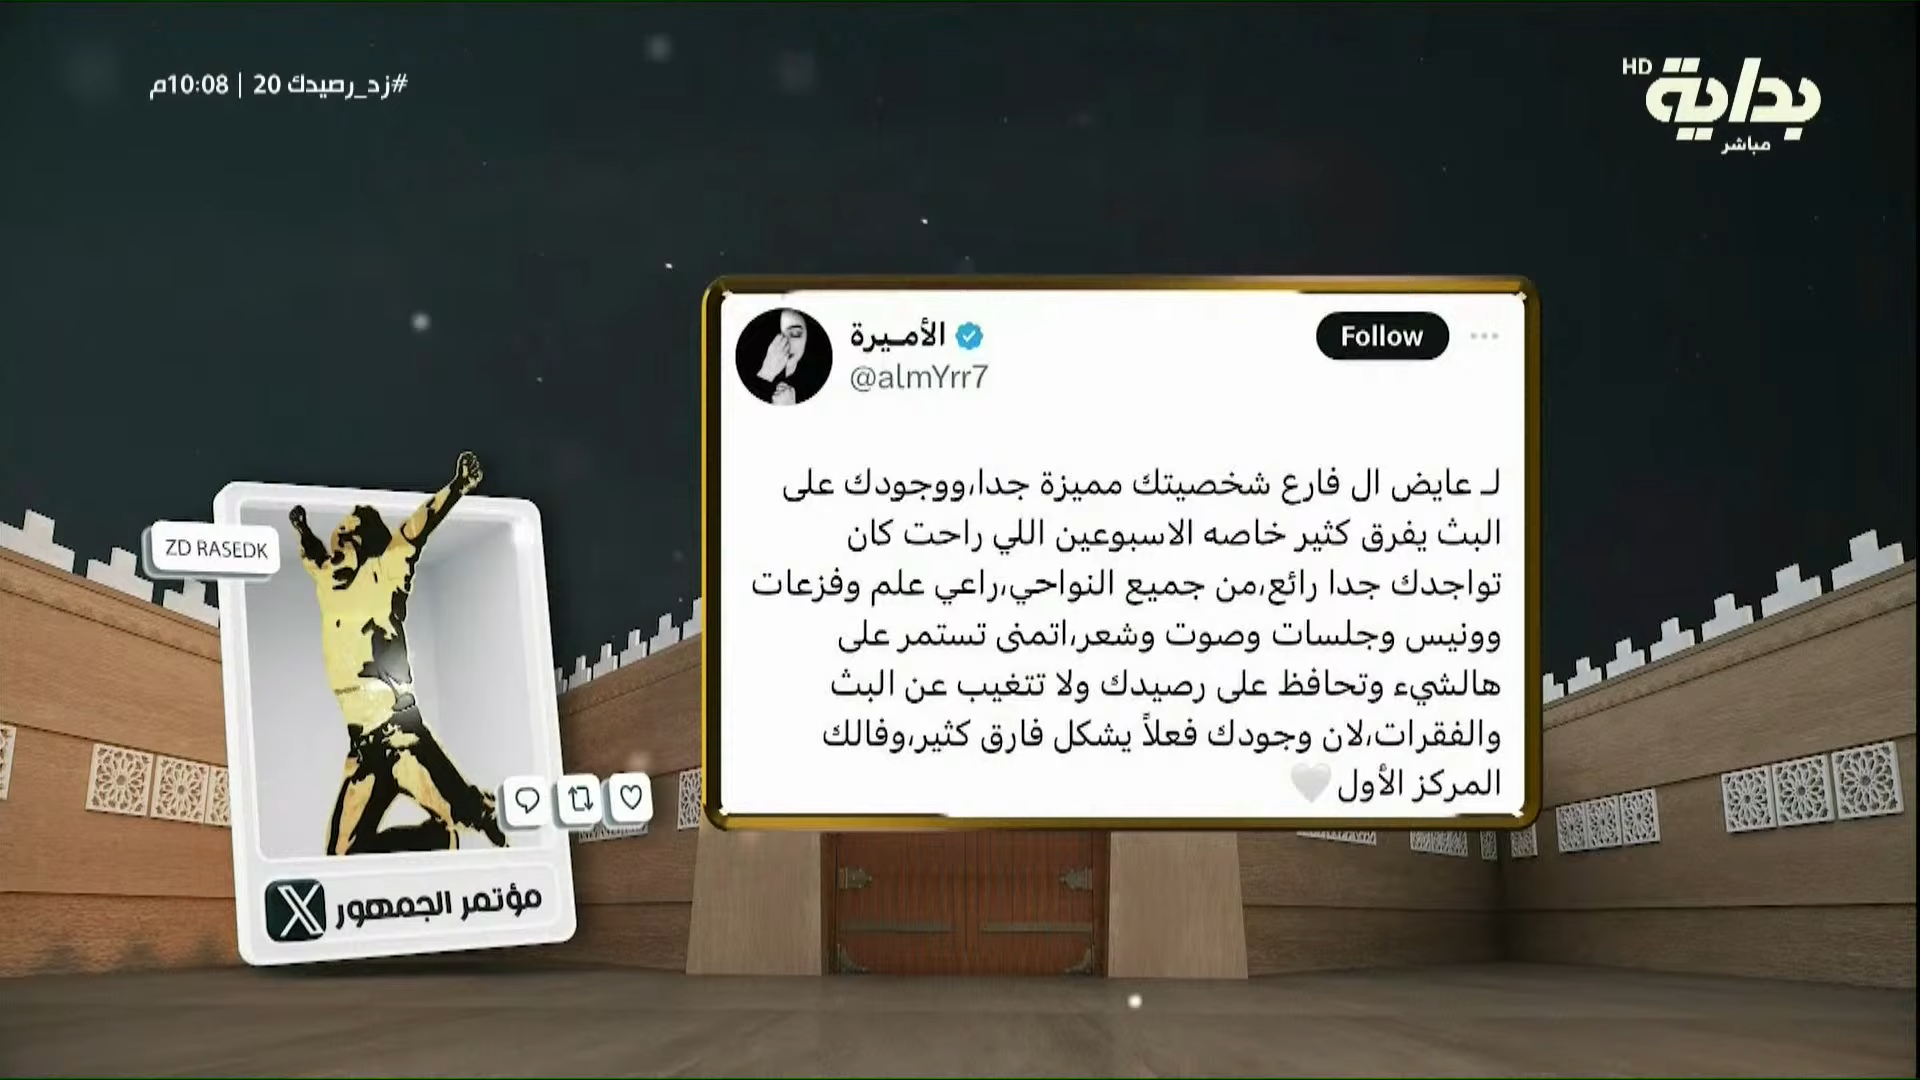 #زد_رصيدك 20 | 10:08م
HD
بداية
مباشر
الأميرة
@almYrr7
Follow
لـ عايض ال فارع شخصيتك مميزة جدا،ووجودك على
البث يفرق كثير خاصه الاسبوعين اللي راحت كان
تواجدك جدا رائع،من جميع النواحي،راعي علم وفزعات
وونيس وجلسات وصوت وشعر،اتمنى تستمر على
هالشيء وتحافظ على رصيدك ولا تتغيب عن البث
والفقرات،لان وجودك فعلاً يشكل فارق كثير،وفالك
المركز الأول🤍
ZD RASEDK
مؤتمر الجمهور X